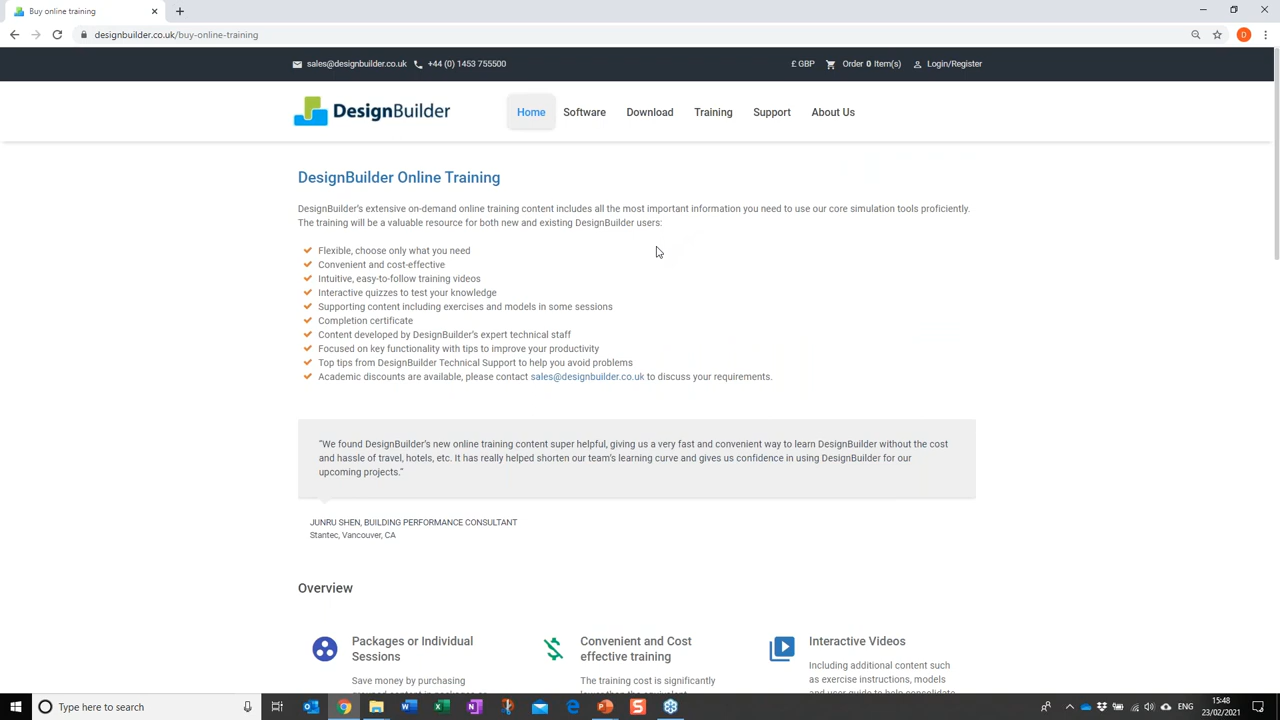 Buy online training
designbuilder.co.uk/buy-online-training
sales@designbuilder.co.uk +44 (0) 1453 755500 £ GBP Order 0 Item(s) Login/Register
DesignBuilder Home Software Download Training Support About Us
DesignBuilder Online Training
DesignBuilder's extensive on-demand online training content includes all the most important information you need to use our core simulation tools proficiently.
The training will be a valuable resource for both new and existing DesignBuilder users:
Flexible, choose only what you need
Convenient and cost-effective
Intuitive, easy-to-follow training videos
Interactive quizzes to test your knowledge
Supporting content including exercises and models in some sessions
Completion certificate
Content developed by DesignBuilder's expert technical staff
Focused on key functionality with tips to improve your productivity
Top tips from DesignBuilder Technical Support to help you avoid problems
Academic discounts are available, please contact sales@designbuilder.co.uk to discuss your requirements.
"We found DesignBuilder's new online training content super helpful, giving us a very fast and convenient way to learn DesignBuilder without the cost
and hassle of travel, hotels, etc. It has really helped shorten our team's learning curve and gives us confidence in using DesignBuilder for our
upcoming projects."
JUNRU SHEN, BUILDING PERFORMANCE CONSULTANT
Stantec, Vancouver, CA
Overview
Packages or Individual
Sessions
Save money by purchasing
Convenient and Cost
effective training
The training cost is significantly
Interactive Videos
Including additional content such
as exercise instructions, models
and user guide to help consolidate
Type here to search
ENG
15:48
23/02/2021